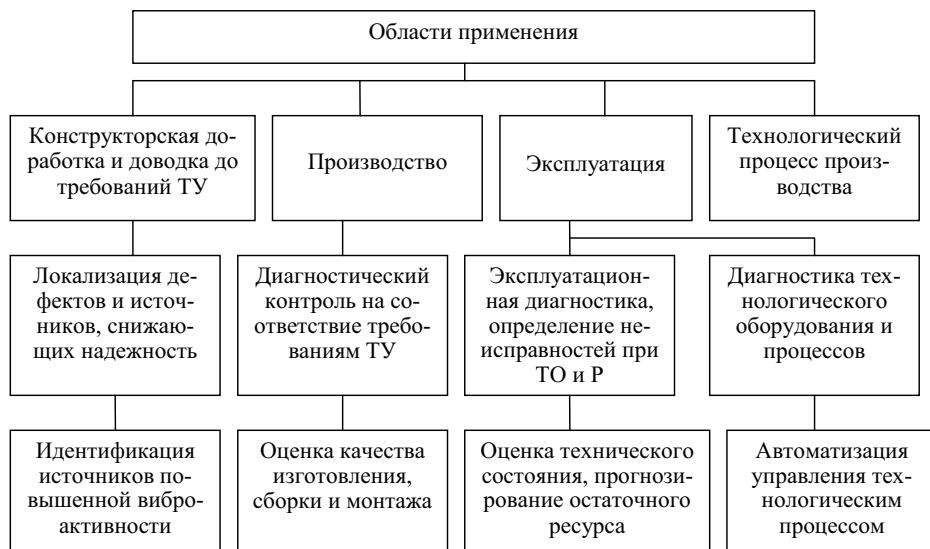 Области применения
Конструкторская до-
работка и доводка до
требований ТУ
Производство
Эксплуатация
Технологический
процесс произ-
водства
Локализация де-
фектов и источ-
ников, снижаю-
щих надежность
Диагностический
контроль на со-
ответствие требо-
ваниям ТУ
Эксплуатацион-
ная диагностика,
определение не-
исправностей при
ТО и Р
Диагностика тех-
нологического
оборудования и
процессов
Идентификация
источников по-
вышенной вибро-
активности
Оценка качества
изготовления,
сборки и монтажа
Оценка технического
состояния, прогнози-
рование остаточного
ресурса
Автоматизация
управления тех-
нологическим
процессом